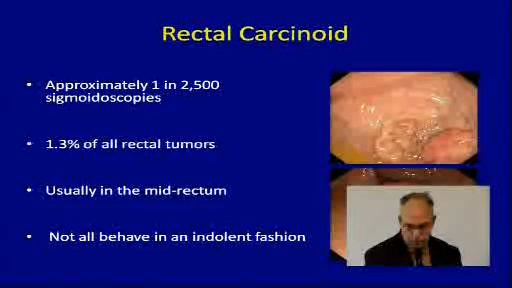 Rectal Carcinoid
• Approximately 1 in 2,500
sigmoidoscopies
• 1.3% of all rectal tumors
• Usually in the mid-rectum
• Not all behave in an indolent fashion